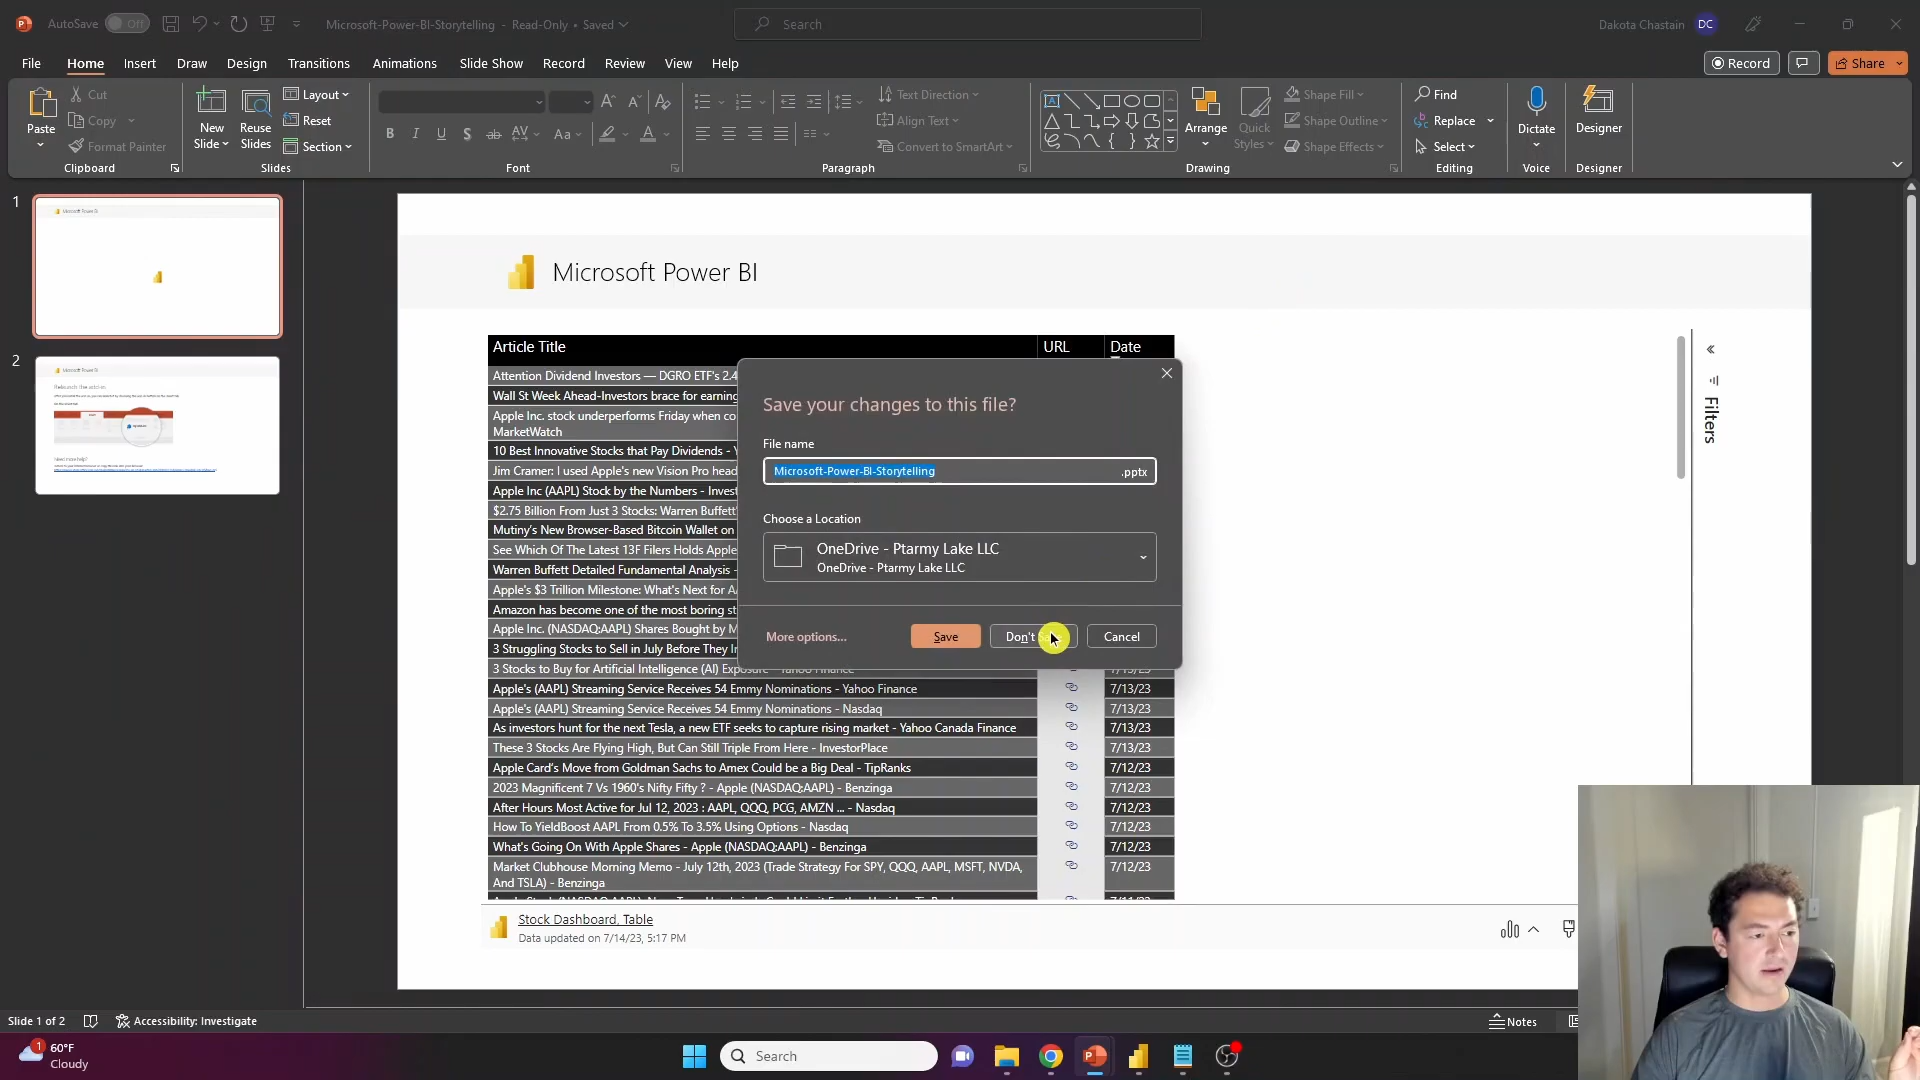 AutoSave Off
Microsoft-Power-BI-Storytelling - Read-Only • Saved
Search
Dakota Chastain DC
File Home Insert Draw Design Transitions Animations Slide Show Record Review View Help
Record Share
Paste
Cut
Copy
Format Painter
New Slide
Reuse Slides
Layout
Reset
Section
Text Direction
Align Text
Convert to SmartArt
Arrange
Quick Styles
Shape Fill
Shape Outline
Shape Effects
Find
Replace
Select
Dictate
Designer
Clipboard Slides Font Paragraph Drawing Editing Voice Designer
1
Microsoft Power BI
2
Microsoft Power BI
Microsoft Power BI
Article Title URL Date
Attention Dividend Investors — DGRO ETF's 2.4
Wall St Week Ahead-Investors brace for earning
Apple Inc. stock underperforms Friday when co
MarketWatch
10 Best Innovative Stocks that Pay Dividends - Y
Jim Cramer: I used Apple's new Vision Pro head
Apple Inc (AAPL) Stock by the Numbers - Invest
$2.75 Billion From Just 3 Stocks: Warren Buffett'
Mutiny's New Browser-Based Bitcoin Wallet on
See Which Of The Latest 13F Filers Holds Apple
Warren Buffett Detailed Fundamental Analysis -
Apple's $3 Trillion Milestone: What's Next for A
Amazon has become one of the most boring st
Apple Inc. (NASDAQ:AAPL) Shares Bought by M
3 Struggling Stocks to Sell in July Before They In
3 Stocks to Buy for Artificial Intelligence (AI) Exposure - Yahoo Finance 7/13/23
Apple's (AAPL) Streaming Service Receives 54 Emmy Nominations - Yahoo Finance 7/13/23
Apple's (AAPL) Streaming Service Receives 54 Emmy Nominations - Nasdaq 7/13/23
As investors hunt for the next Tesla, a new ETF seeks to capture rising market - Yahoo Canada Finance 7/13/23
These 3 Stocks Are Flying High, But Can Still Triple From Here - InvestorPlace 7/13/23
Apple Card's Move from Goldman Sachs to Amex Could be a Big Deal - TipRanks 7/12/23
2023 Magnificent 7 Vs 1960's Nifty Fifty ? - Apple (NASDAQ:AAPL) - Benzinga 7/12/23
After Hours Most Active for Jul 12, 2023 : AAPL, QQQ, PCG, AMZN ... - Nasdaq 7/12/23
How To YieldBoost AAPL From 0.5% To 3.5% Using Options - Nasdaq 7/12/23
What's Going On With Apple Shares - Apple (NASDAQ:AAPL) - Benzinga 7/12/23
Market Clubhouse Morning Memo - July 12th, 2023 (Trade Strategy For SPY, QQQ, AAPL, MSFT, NVDA, 7/12/23
And TSLA) - Benzinga
Save your changes to this file?
File name
Microsoft-Power-BI-Storytelling .pptx
Choose a Location
OneDrive - Ptarmy Lake LLC
OneDrive - Ptarmy Lake LLC
More options... Save Don't Cancel
Filters
Stock Dashboard, Table
Data updated on 7/14/23, 5:17 PM
Slide 1 of 2 Accessibility: Investigate Notes
1
60°F
Cloudy
Search